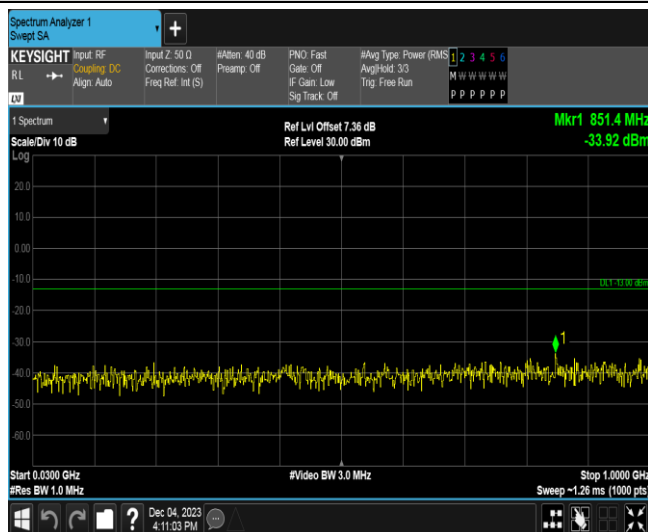 Spectrum Analyzer 1
Swept SA
+
KEYSIGHT
RL
LXI
Input: RF
Coupling: DC
Align: Auto
Input Z: 50 Ω
Corrections: Off
Freq Ref: Int (S)
#Atten: 40 dB
Preamp: Off
PNO: Fast
Gate: Off
IF Gain: Low
Sig Track: Off
#Avg Type: Power (RMS
Avg|Hold: 3/3
Trig: Free Run
1 2 3 4 5 6
M W W W W W
P P P P P P
1 Spectrum
Scale/Div 10 dB
Log
Ref Lvl Offset 7.36 dB
Ref Level 30.00 dBm
Mkr1 851.4 MHz
-33.92 dBm
20.0
10.0
0.00
-10.0
DL1 -13.00 dBm
-20.0
-30.0
1
-40.0
-50.0
-60.0
Start 0.0300 GHz
#Res BW 1.0 MHz
#Video BW 3.0 MHz
Stop 1.0000 GHz
Sweep ~1.26 ms (1000 pts)
?
Dec 04, 2023
4:11:03 PM